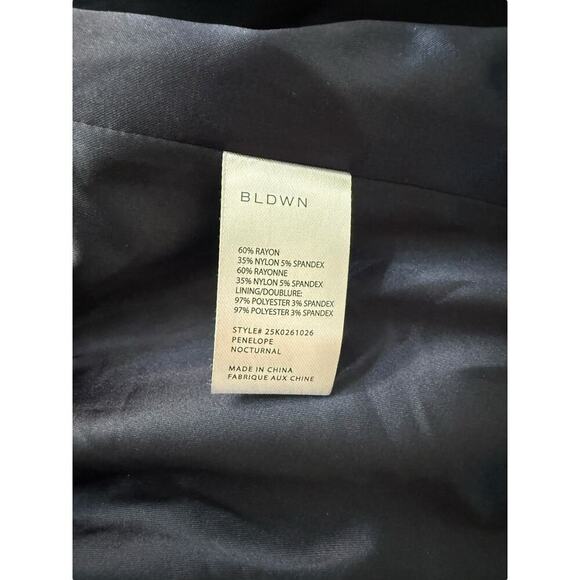 BLDWN
60% RAYON
35% NYLON 5% SPANDEX
60% RAYONNE
35% NYLON 5% SPANDEX
LINING/DOUBLURE:
97% POLYESTER 3% SPANDEX
97% POLYESTER 3% SPANDEX
STYLE# 25K0261026
PENELOPE
NOCTURNAL
MADE IN CHINA
FABRIQUE AUX CHINE